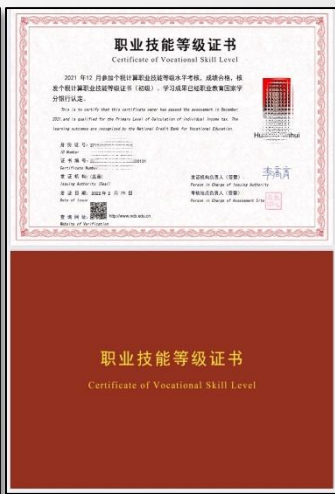 职业技能等级证书
Certificate of Vocational Skill Level
2021 年12 月参加个税计算职业技能等级水平考核，成绩合格，核
发个税计算职业技能等级证书（初级），学习成果已经职业教育国家学
分银行认定。
This is to certify that this certificate owner has passed the assessment in December
2021 and is qualified for the Primary Level of Calculation of individual income tax. The
learning outcomes are recognized by the National Credit Bank for Vocational Education.
身 份 证 号：
ID Number
证 书 编 号：
Certificate Number
发 证 机 构：(盖章)
Issuing Authority (Seal)
发证机构负责人（签章）：
Person in Charge of Issuing Authority
发 证 日 期：2022 年 2 月
Date of Issue
考核站点负责人（签章）：
Person in Charge of Assessment Site
查 询 网 址：http://www.ncb.edu.cn
Website of Verification
职业技能等级证书
Certificate of Vocational Skill Level